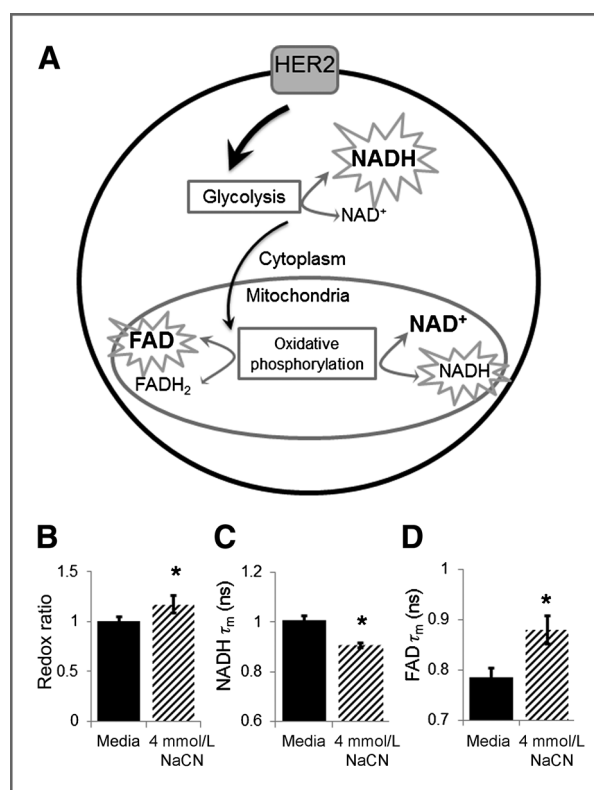 A
HER2
NADH
Glycolysis
NAD+
Cytoplasm
Mitochondria
FAD
FADH2
Oxidative
phosphorylation
NAD+
NADH
B
Redox ratio
1.5
1
0.5
0
*
Media
4 mmol/L
NaCN
C
NADH τm (ns)
1.2
1
0.8
0.6
*
Media
4 mmol/L
NaCN
D
FAD τm (ns)
1
0.9
0.8
0.7
*
Media
4 mmol/L
NaCN